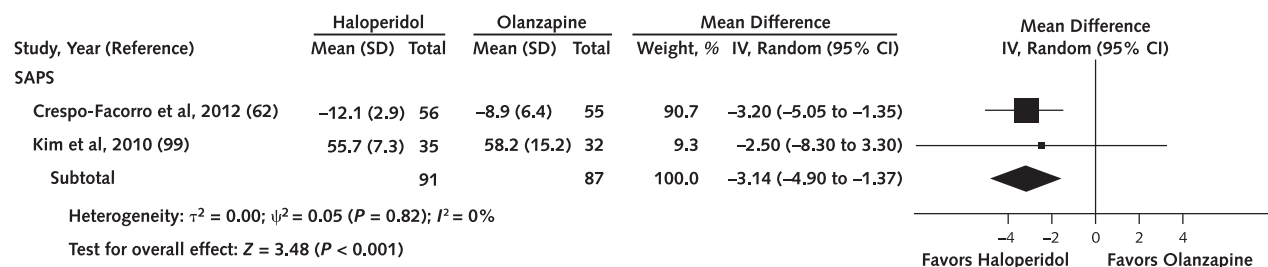 Haloperidol Olanzapine Mean Difference Mean Difference
Study, Year (Reference) Mean (SD) Total Mean (SD) Total Weight, % IV, Random (95% CI) IV, Random (95% CI)
SAPS
Crespo-Facorro et al, 2012 (62) −12.1 (2.9) 56 −8.9 (6.4) 55 90.7 −3.20 (−5.05 to −1.35)
Kim et al, 2010 (99) 55.7 (7.3) 35 58.2 (15.2) 32 9.3 −2.50 (−8.30 to 3.30)
Subtotal 91 87 100.0 −3.14 (−4.90 to −1.37)
Heterogeneity: τ² = 0.00; ψ² = 0.05 (P = 0.82); I² = 0%
Test for overall effect: Z = 3.48 (P < 0.001)
−4 −2 0 2 4
Favors Haloperidol Favors Olanzapine